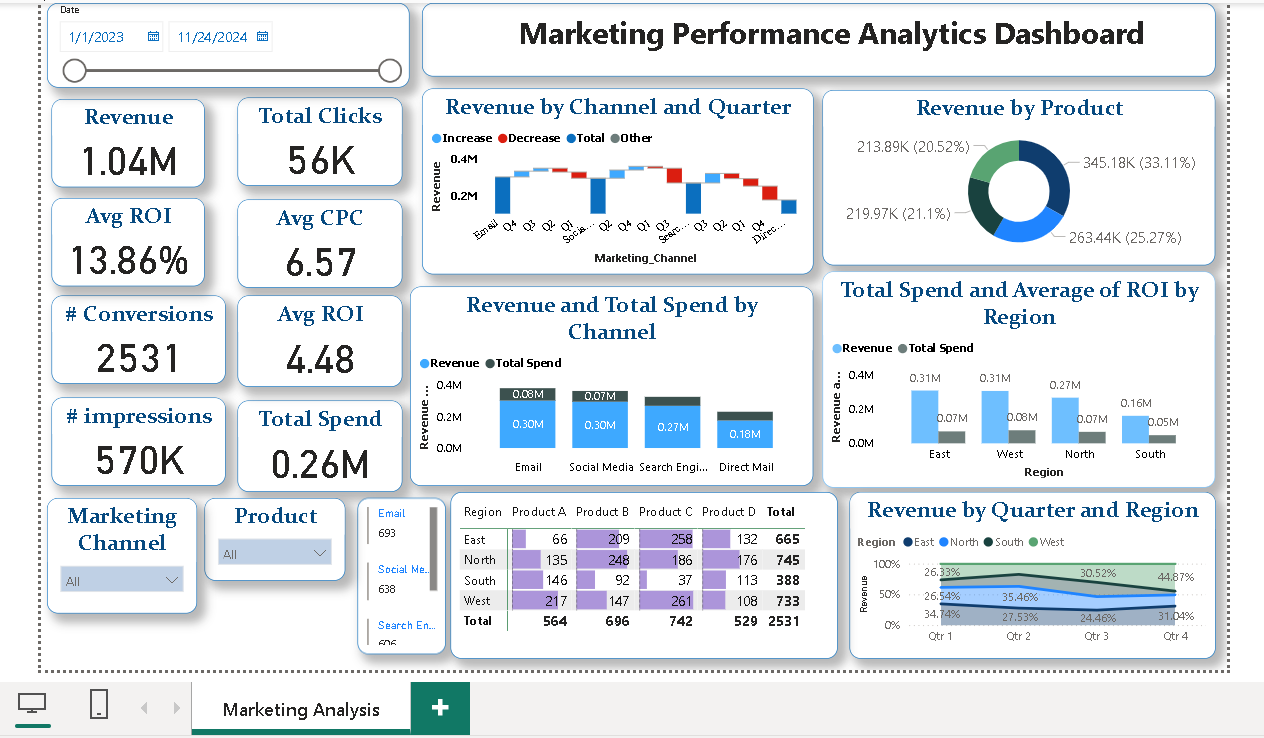 Date
1/1/2023
11/24/2024
Marketing Performance Analytics Dashboard
Revenue
1.04M
Total Clicks
56K
Avg ROI
13.86%
Avg CPC
6.57
# Conversions
2531
Avg ROI
4.48
# impressions
570K
Total Spend
0.26M
Revenue by Channel and Quarter
Increase Decrease Total Other
Revenue
0.4M
0.2M
Email Q4 Q3 Q2 Q1 Socia... Q2 Q4 Q1 Q3 Searc... Q3 Q2 Q1 Q4 Direc...
Marketing_Channel
Revenue by Product
213.89K (20.52%)
345.18K (33.11%)
219.97K (21.1%)
263.44K (25.27%)
Revenue and Total Spend by
Channel
Revenue Total Spend
Revenue ...
0.4M
0.2M
0.0M
0.08M
0.07M
0.30M
0.30M
0.27M
0.18M
Email Social Media Search Engi... Direct Mail
Total Spend and Average of ROI by
Region
Revenue Total Spend
Revenue a...
0.4M
0.2M
0.0M
0.31M
0.31M
0.27M
0.16M
0.07M
0.08M
0.07M
0.05M
East West North South
Region
Marketing
Channel
All
Product
All
Email
693
Social Me...
638
Search En...
606
Region Product A Product B Product C Product D Total
East 66 209 258 132 665
North 135 248 186 176 745
South 146 92 37 113 388
West 217 147 261 108 733
Total 564 696 742 529 2531
Revenue by Quarter and Region
Region East North South West
Revenue
100%
50%
0%
26.33%
30.52%
44.87%
26.54%
35.46%
34.74%
27.53%
24.46%
31.04%
Qtr 1 Qtr 2 Qtr 3 Qtr 4
Marketing Analysis